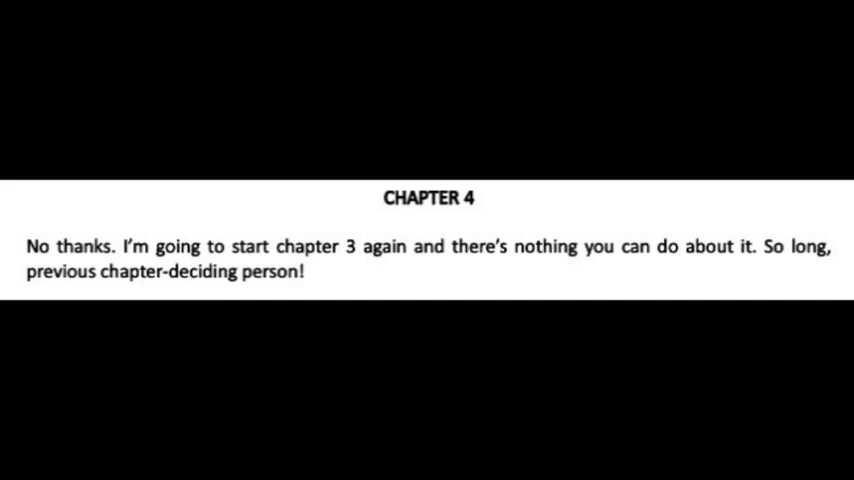 CHAPTER 4
No thanks. I’m going to start chapter 3 again and there’s nothing you can do about it. So long,
previous chapter-deciding person!